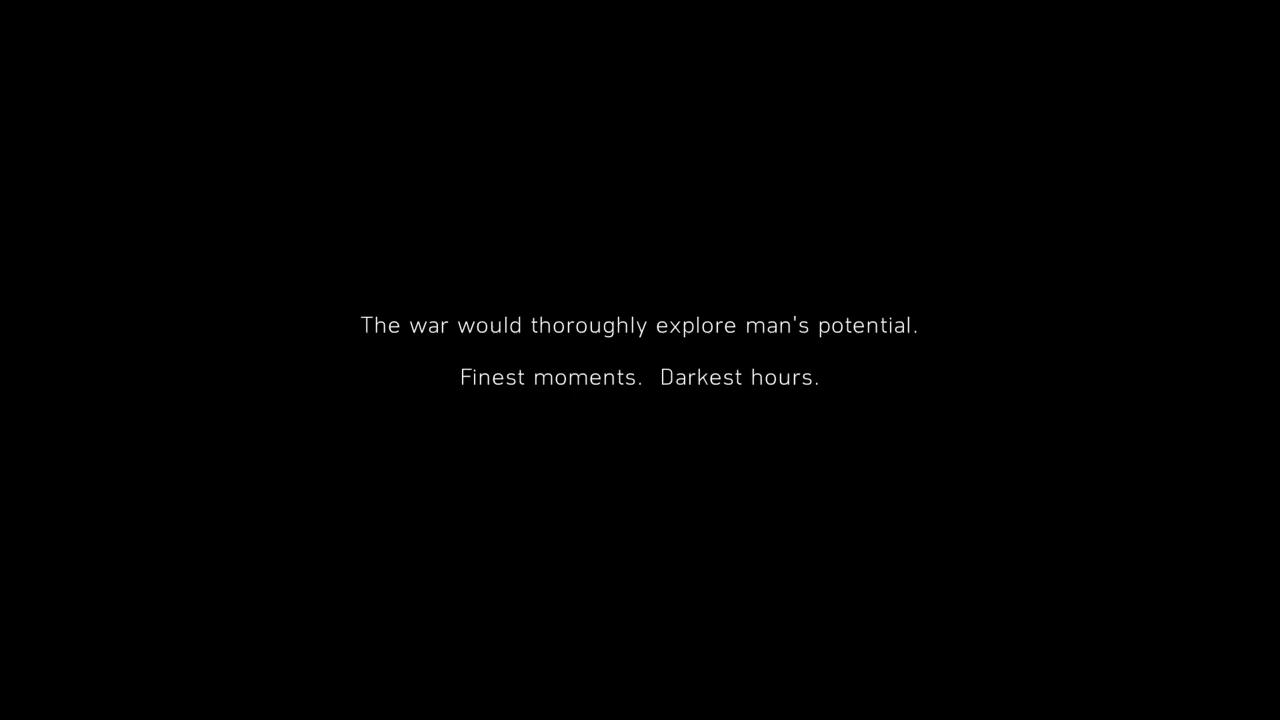 The war would thoroughly explore man's potential.
Finest moments.  Darkest hours.